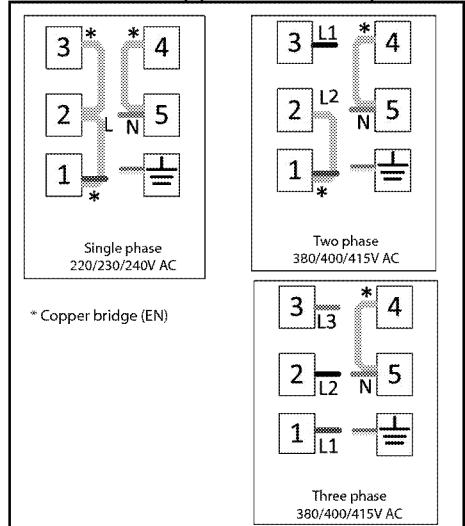 3 * * 4
2 L N 5
1
*
Single phase
220/230/240V AC
* Copper bridge (EN)
3 L1 * 4
2 L2 N 5
1
*
Two phase
380/400/415V AC
3 L3 * 4
2 L2 N 5
1 L1
Three phase
380/400/415V AC